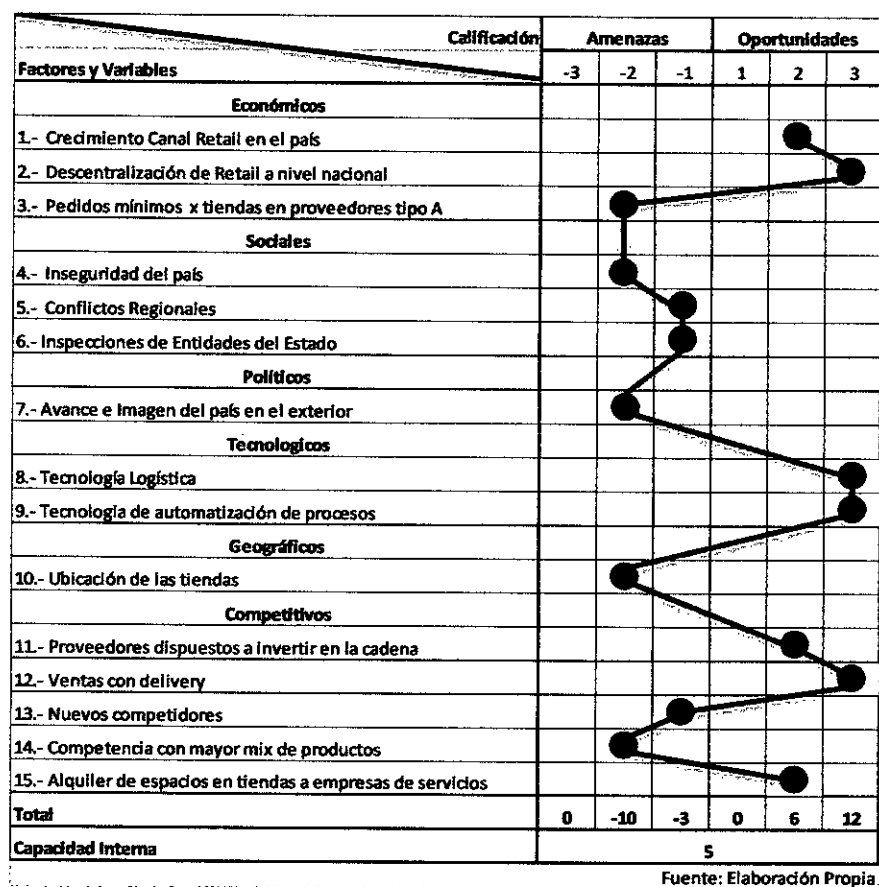 Calificación Amenazas Oportunidades
Factores y Variables -3 -2 -1 1 2 3
Económicos
1.- Crecimiento Canal Retail en el país
2.- Descentralización de Retail a nivel nacional
3.- Pedidos mínimos x tiendas en proveedores tipo A
Sociales
4.- Inseguridad del país
5.- Conflictos Regionales
6.- Inspecciones de Entidades del Estado
Políticos
7.- Avance e Imagen del país en el exterior
Tecnologicos
8.- Tecnología Logística
9.- Tecnologia de automatización de procesos
Geográficos
10.- Ubicación de las tiendas
Competitivos
11.- Proveedores dispuestos a invertir en la cadena
12.- Ventas con delivery
13.- Nuevos competidores
14.- Competencia con mayor mix de productos
15.- Alquiler de espacios en tiendas a empresas de servicios
Total 0 -10 -3 0 6 12
Capacidad Interna 5
Fuente: Elaboración Propia